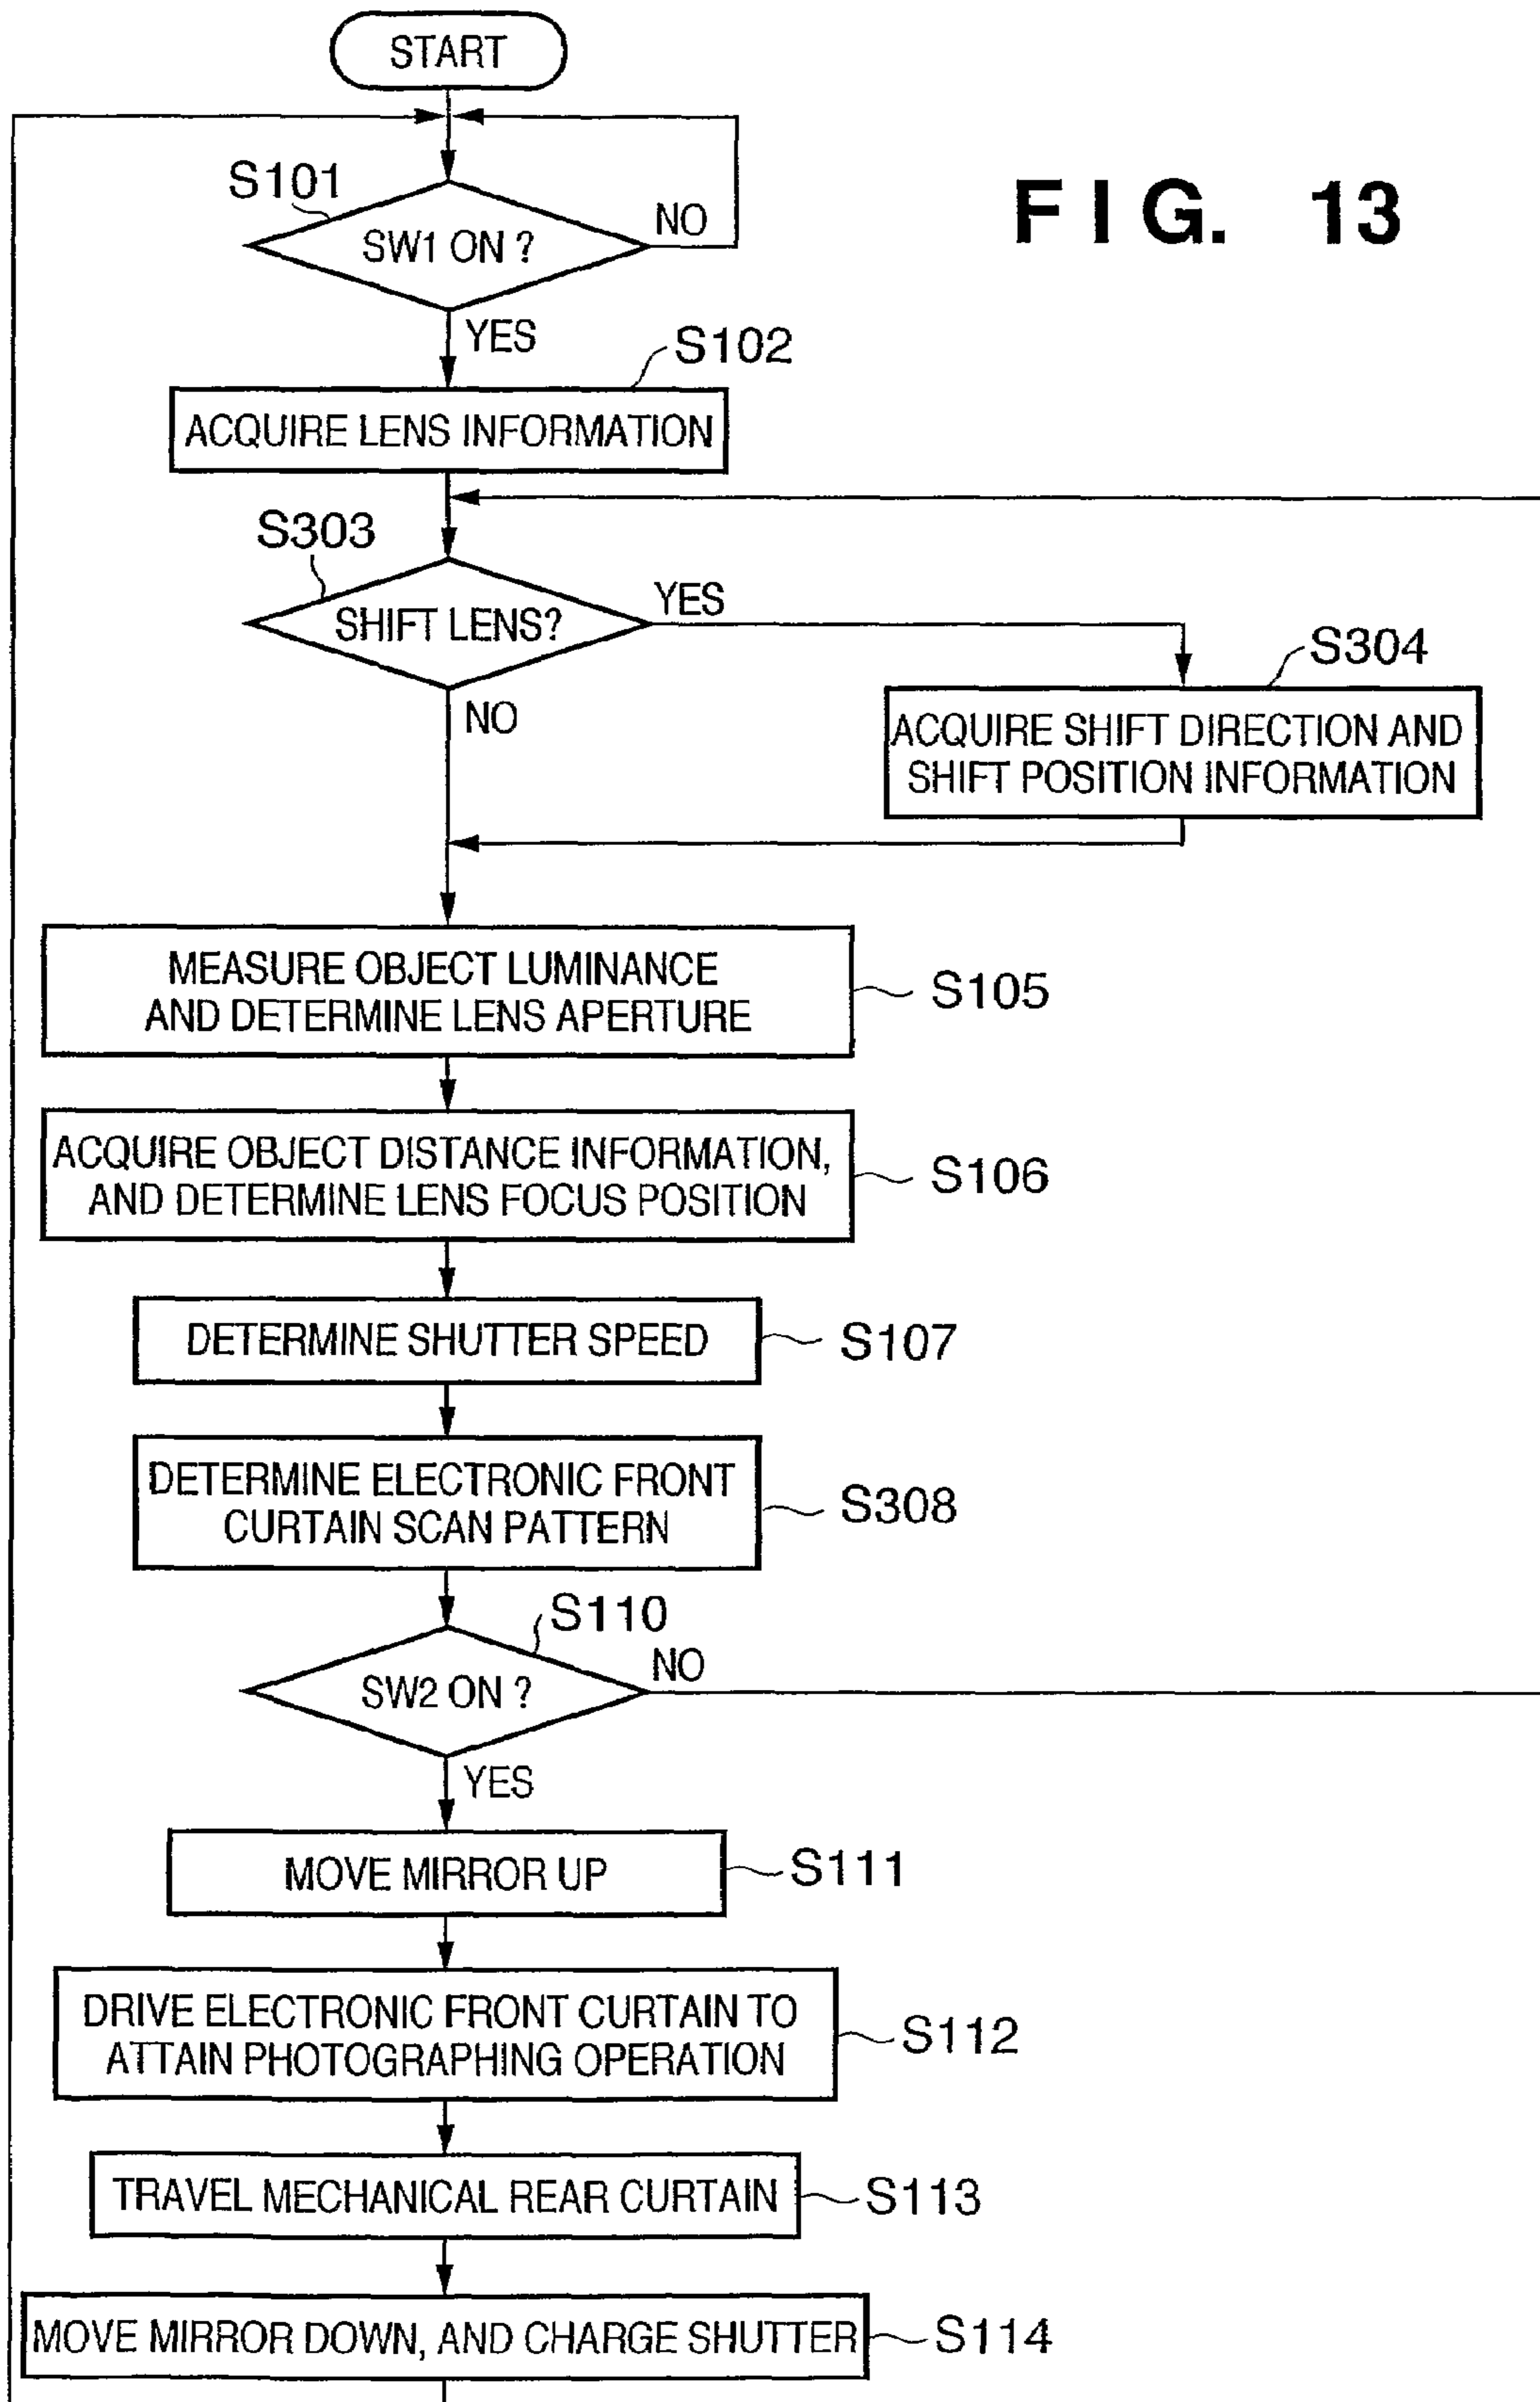 START
F I G. 13
S101
SW1 ON ?
NO
YES
S102
ACQUIRE LENS INFORMATION
S303
SHIFT LENS?
YES
S304
ACQUIRE SHIFT DIRECTION AND
SHIFT POSITION INFORMATION
NO
MEASURE OBJECT LUMINANCE
AND DETERMINE LENS APERTURE
S105
ACQUIRE OBJECT DISTANCE INFORMATION,
AND DETERMINE LENS FOCUS POSITION
S106
DETERMINE SHUTTER SPEED
S107
DETERMINE ELECTRONIC FRONT
CURTAIN SCAN PATTERN
S308
S110
SW2 ON ?
NO
YES
MOVE MIRROR UP
S111
DRIVE ELECTRONIC FRONT CURTAIN TO
ATTAIN PHOTOGRAPHING OPERATION
S112
TRAVEL MECHANICAL REAR CURTAIN
S113
MOVE MIRROR DOWN, AND CHARGE SHUTTER
S114